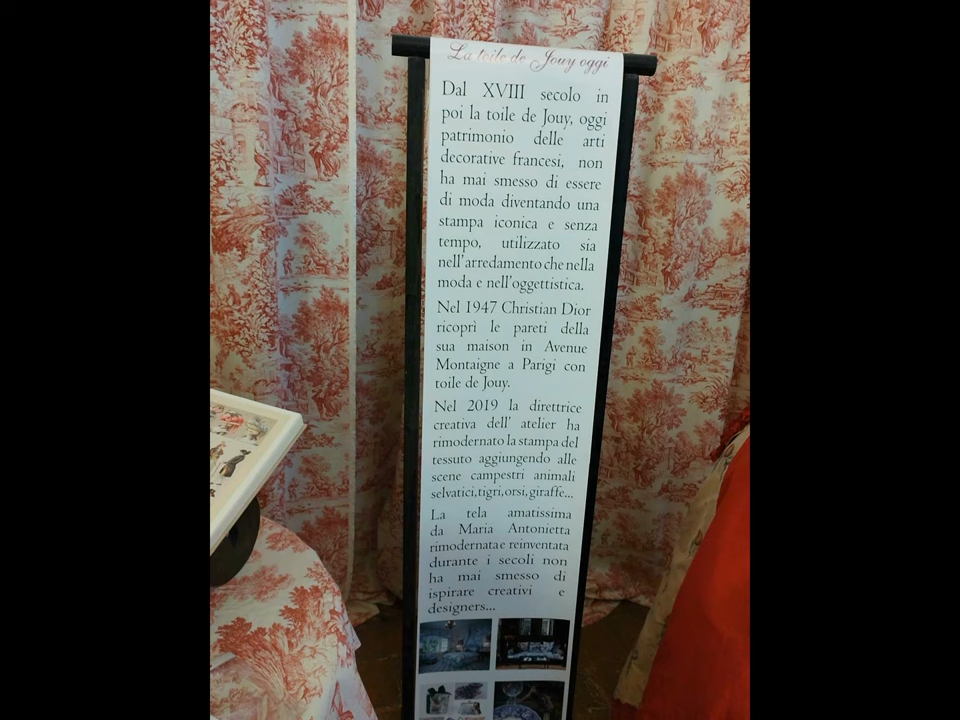 La toile de Jouy oggi
Dal XVIII secolo in
poi la toile de Jouy, oggi
patrimonio delle arti
decorative francesi, non
ha mai smesso di essere
di moda diventando una
stampa iconica e senza
tempo, utilizzato sia
nell'arredamento che nella
moda e nell'oggettistica.
Nel 1947 Christian Dior
ricoprì le pareti della
sua maison in Avenue
Montaigne a Parigi con
toile de Jouy.
Nel 2019 la direttrice
creativa dell' atelier ha
rimodernato la stampa del
tessuto aggiungendo alle
scene campestri animali
selvatici, tigri, orsi, giraffe...
La tela amatissima
da Maria Antonietta
rimodernata e reinventata
durante i secoli non
ha mai smesso di
ispirare creativi e
designers...